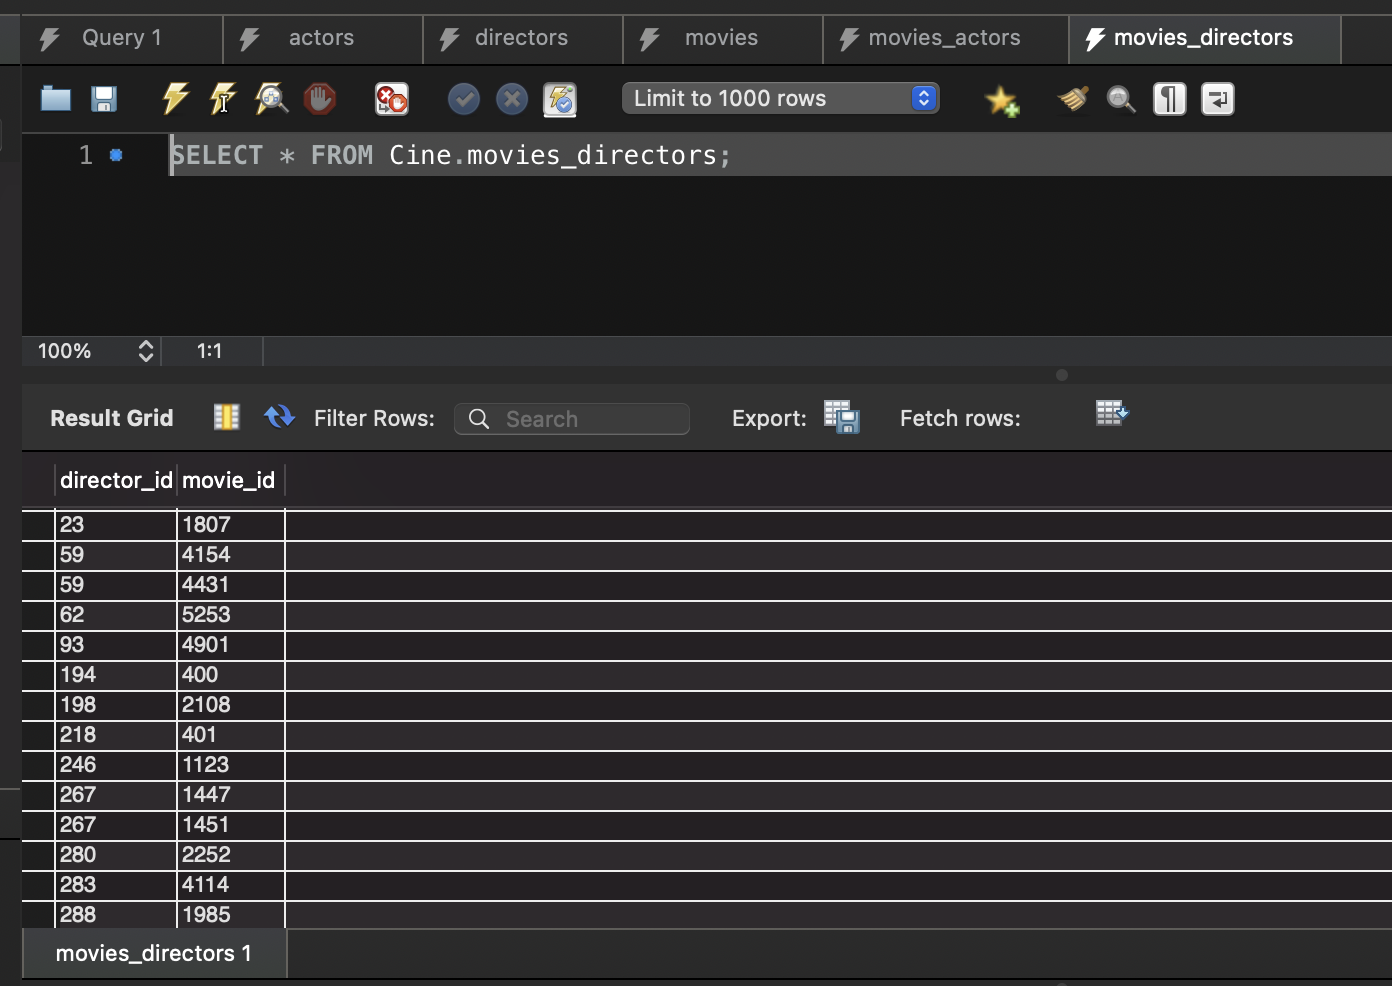 Query 1 actors directors movies movies_actors movies_directors
Limit to 1000 rows
1 SELECT * FROM Cine.movies_directors;
100% 1:1
Result Grid Filter Rows: Search Export: Fetch rows:
director_id movie_id
23 1807
59 4154
59 4431
62 5253
93 4901
194 400
198 2108
218 401
246 1123
267 1447
267 1451
280 2252
283 4114
288 1985
movies_directors 1